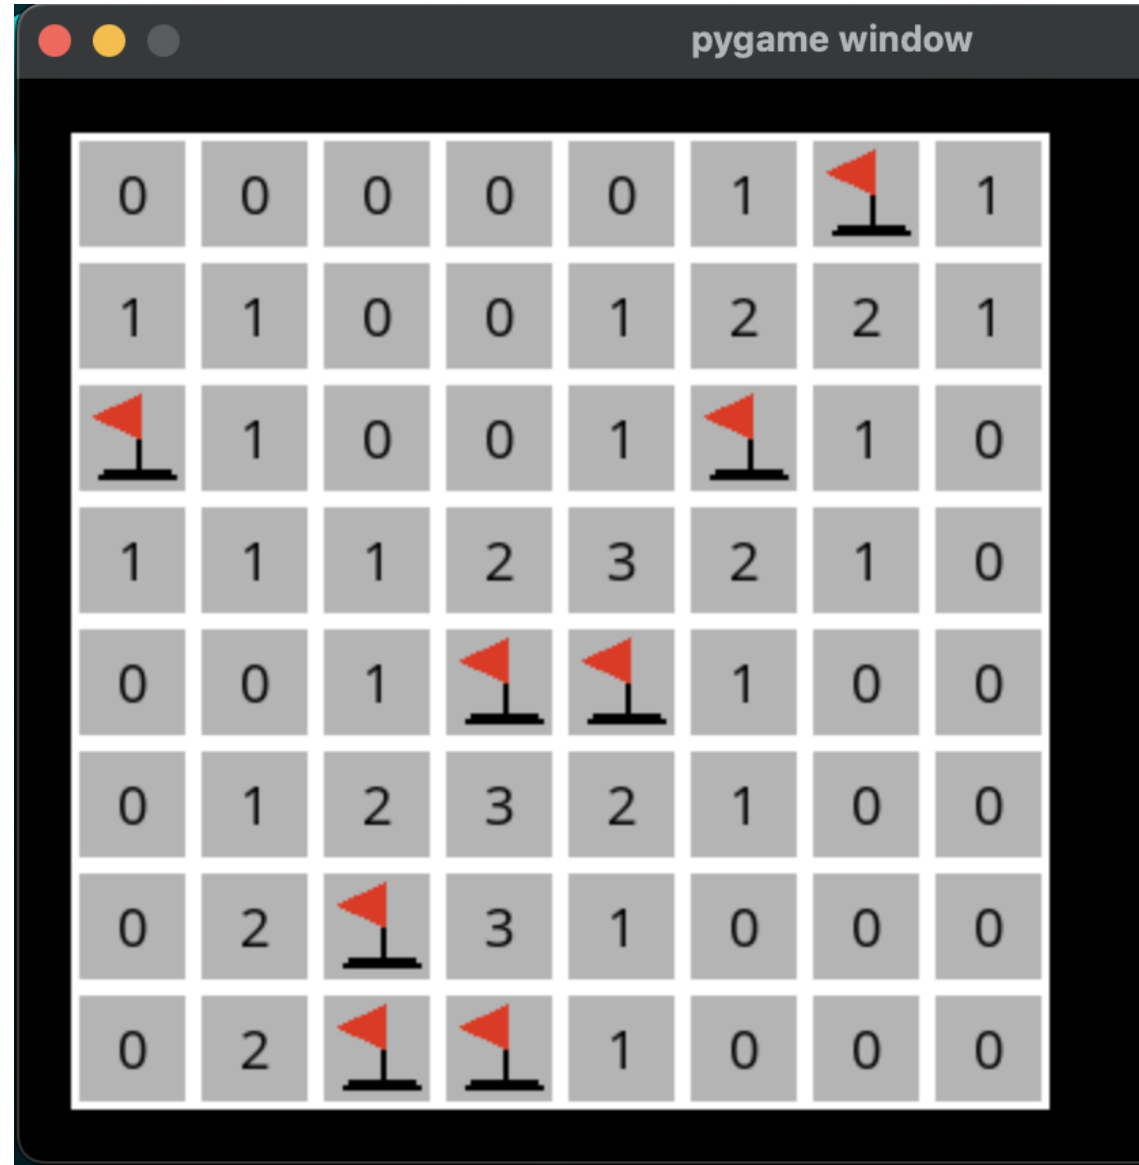 pygame window
0 0 0 0 0 1 1
1 1 0 0 1 2 2 1
1 0 0 1 1 0
1 1 1 2 3 2 1 0
0 0 1 1 0 0
0 1 2 3 2 1 0 0
0 2 3 1 0 0 0
0 2 1 0 0 0